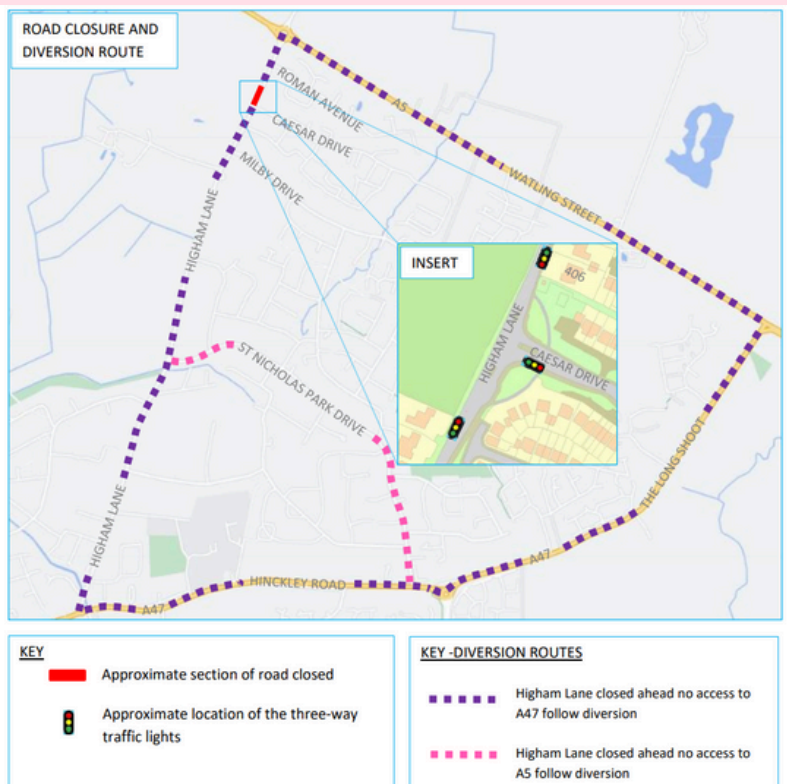 ROAD CLOSURE AND
DIVERSION ROUTE
ROMAN AVENUE
A5
CAESAR DRIVE
MILBY DRIVE
WATLING STREET
HIGHAM LANE
INSERT
406
HIGHAM LANE
CAESAR DRIVE
ST NICHOLAS PARK DRIVE
THE LONG SHOOT
HIGHAM LANE
A47
HINCKLEY ROAD
A47
KEY
Approximate section of road closed
Approximate location of the three-way
traffic lights
KEY -DIVERSION ROUTES
Higham Lane closed ahead no access to
A47 follow diversion
Higham Lane closed ahead no access to
A5 follow diversion